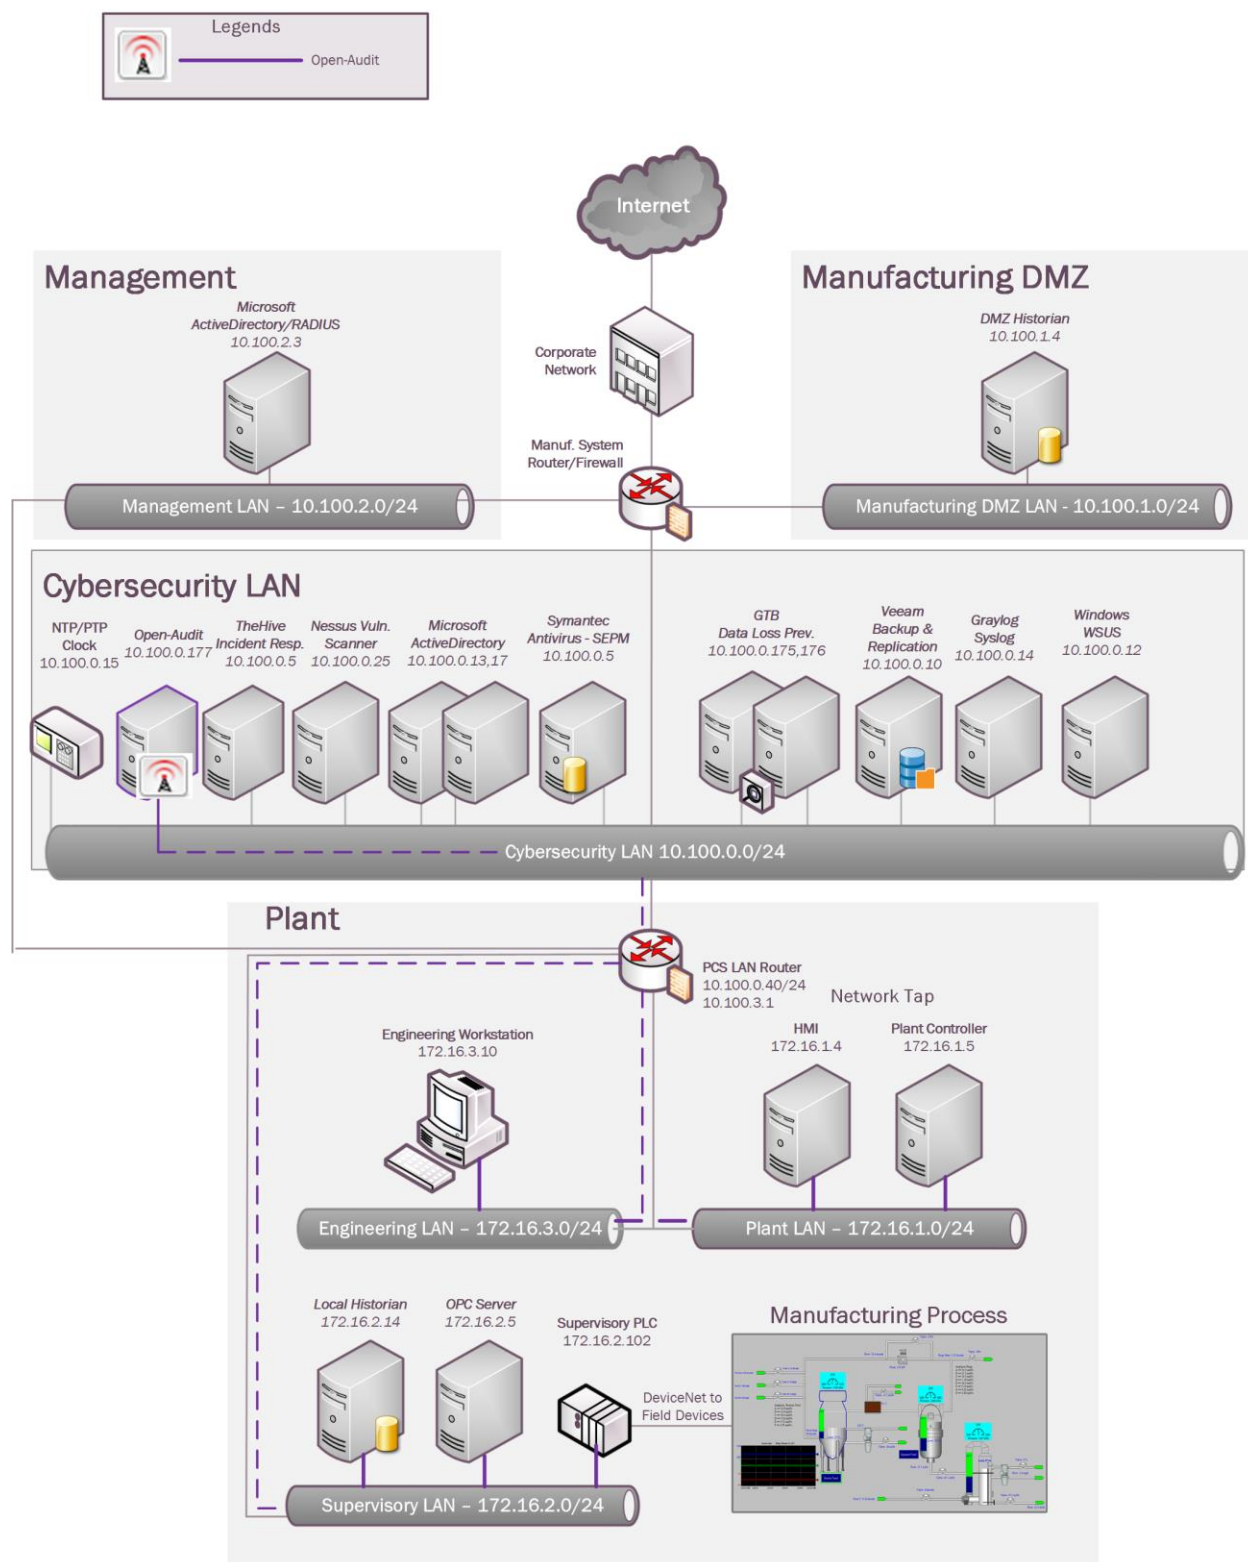 Legends
Open-Audit
Internet
Management
Microsoft
ActiveDirectory/RADIUS
10.100.2.3
Manufacturing DMZ
DMZ Historian
10.100.1.4
Corporate
Network
Manuf. System
Router/Firewall
Management LAN – 10.100.2.0/24
Manufacturing DMZ LAN - 10.100.1.0/24
Cybersecurity LAN
NTP/PTP
Clock
10.100.0.15
Open-Audit
10.100.0.177
TheHive
Incident Resp.
10.100.0.5
Nessus Vuln.
Scanner
10.100.0.25
Microsoft
ActiveDirectory
10.100.0.13,17
Symantec
Antivirus - SEPM
10.100.0.5
GTB
Data Loss Prev.
10.100.0.175,176
Veeam
Backup &
Replication
10.100.0.10
Graylog
Syslog
10.100.0.14
Windows
WSUS
10.100.0.12
Cybersecurity LAN 10.100.0.0/24
Plant
PCS LAN Router
10.100.0.40/24
10.100.3.1
Network Tap
Engineering Workstation
172.16.3.10
HMI
172.16.1.4
Plant Controller
172.16.1.5
Engineering LAN – 172.16.3.0/24
Plant LAN – 172.16.1.0/24
Local Historian
172.16.2.14
OPC Server
172.16.2.5
Supervisory PLC
172.16.2.102
Manufacturing Process
DeviceNet to
Field Devices
Supervisory LAN – 172.16.2.0/24